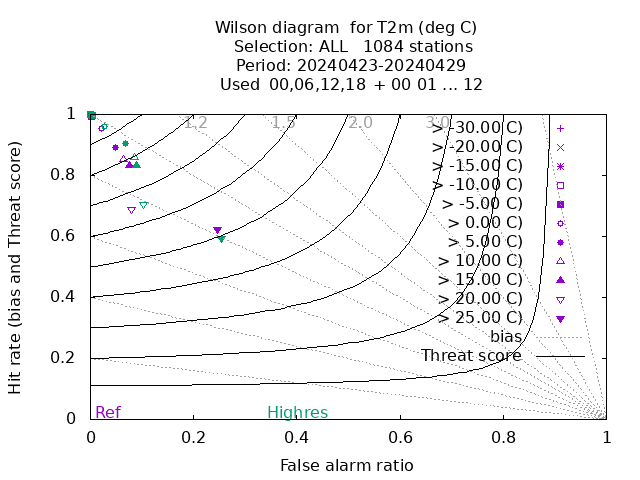 Wilson diagram for T2m (deg C)
Selection: ALL 1084 stations
Period: 20240423-20240429
Used 00,06,12,18 + 00 01 ... 12
Hit rate (bias and Threat score)
1
0.8
0.6
0.4
0.2
0
1.2 1.5 2.0 3.0
> -30.00 C)
> -20.00 C)
> -15.00 C)
> -10.00 C)
> -5.00 C)
> 0.00 C)
> 5.00 C)
> 10.00 C)
> 15.00 C)
> 20.00 C)
> 25.00 C)
bias
Threat score
Ref Highres
0 0.2 0.4 0.6 0.8 1
False alarm ratio